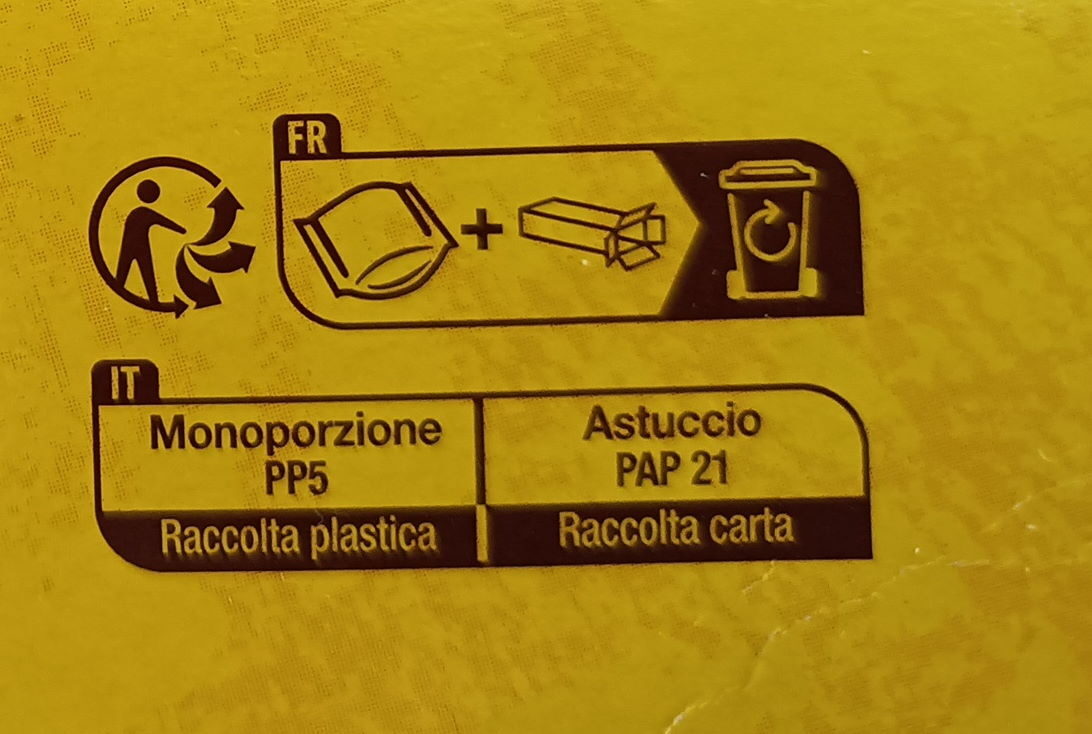 FR
IT
Monoporzione
PP5
Raccolta plastica
Astuccio
PAP 21
Raccolta carta